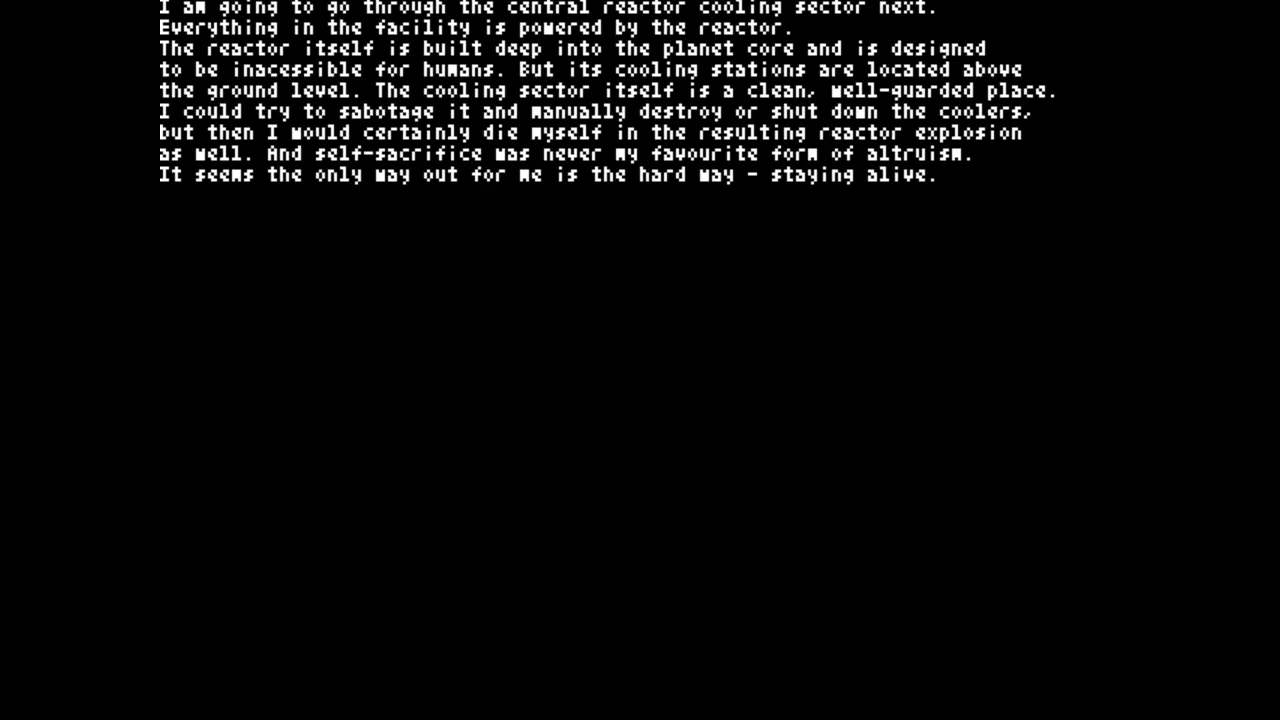 I am going to go through the central reactor cooling sector next.
Everything in the facility is powered by the reactor.
The reactor itself is built deep into the planet core and is designed
to be inacessible for humans. But its cooling stations are located above
the ground level. The cooling sector itself is a clean, well-guarded place.
I could try to sabotage it and manually destroy or shut down the coolers,
but then I would certainly die myself in the resulting reactor explosion
as well. And self-sacrifice was never my favourite form of altruism.
It seems the only way out for me is the hard way - staying alive.